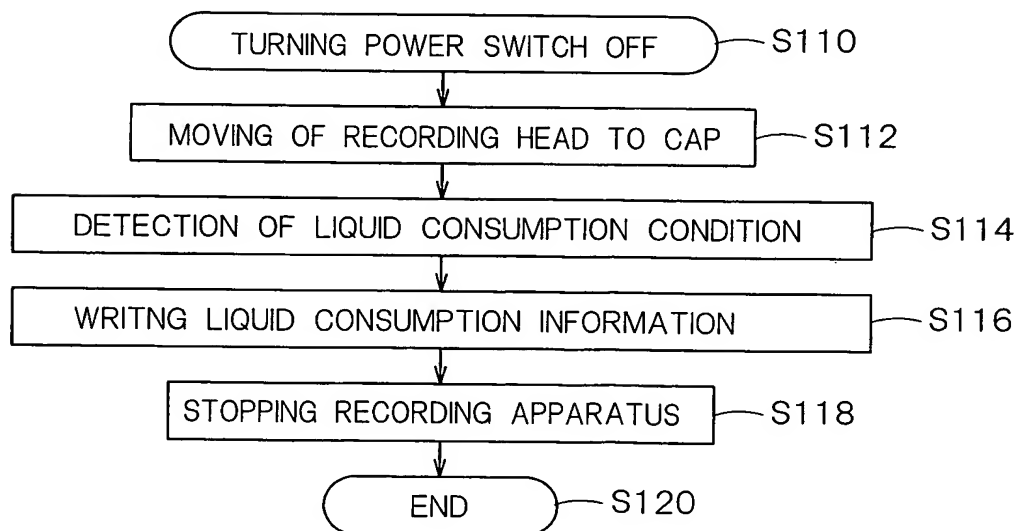 TURNING POWER SWITCH OFF S110
MOVING OF RECORDING HEAD TO CAP S112
DETECTION OF LIQUID CONSUMPTION CONDITION S114
WRITNG LIQUID CONSUMPTION INFORMATION S116
STOPPING RECORDING APPARATUS S118
END S120